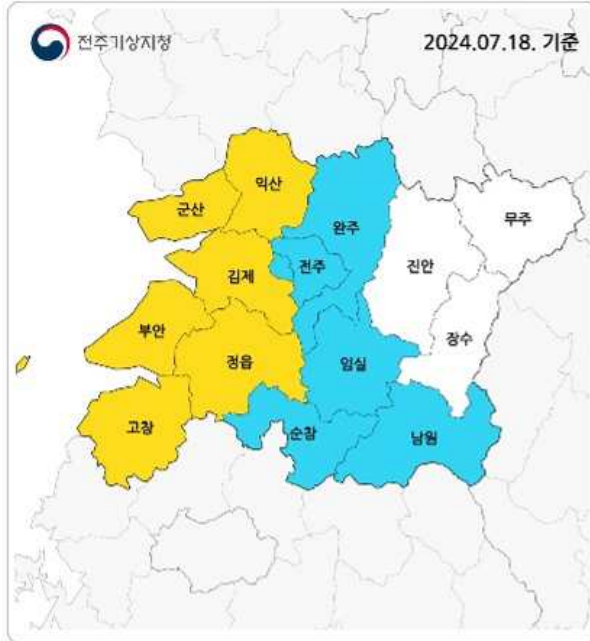 전주기상지청
2024.07.18. 기준
익산
군산
완주
무주
전주
진안
김제
부안
장수
정읍
임실
고창
순창
남원